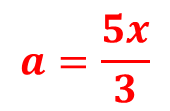 a = 5x/3